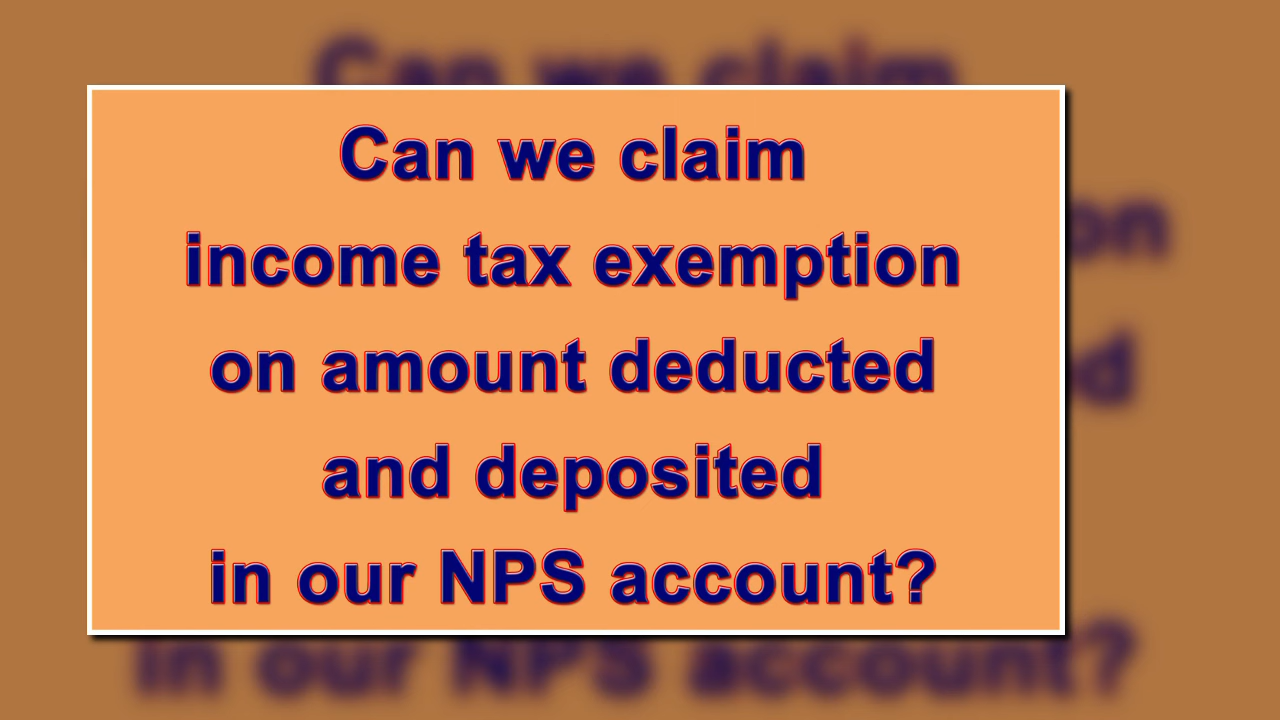 Can we claim
income tax exemption
on amount deducted
and deposited
in our NPS account?